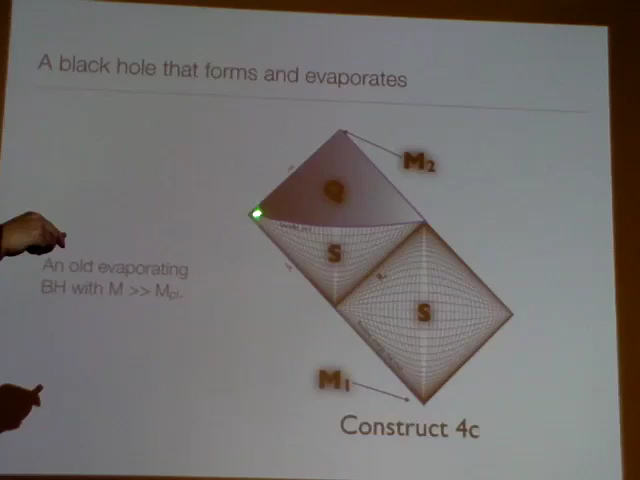 A black hole that forms and evaporates
M₂
Q
S
An old evaporating
BH with M >> Mpl.
S
M₁
Construct 4c